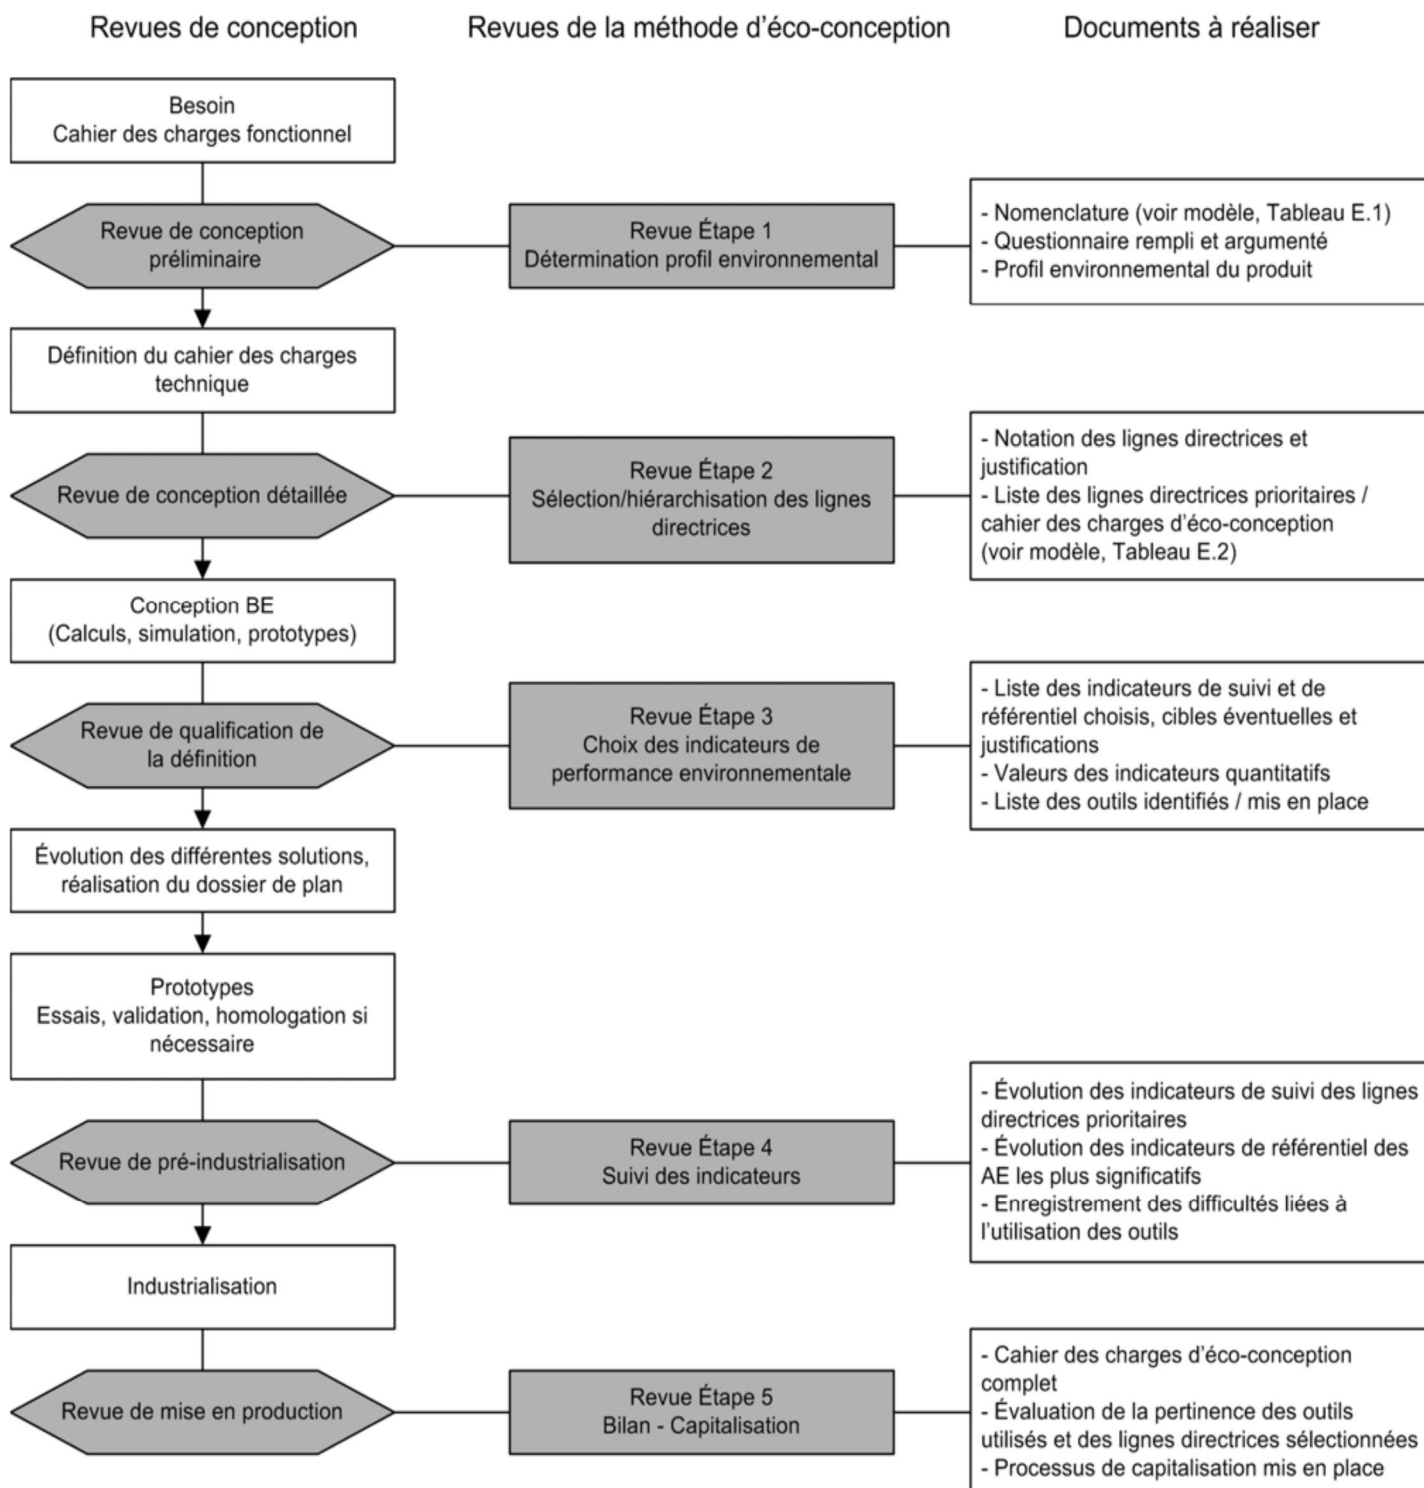 Revues de conception
Revues de la méthode d'éco-conception
Documents à réaliser
Besoin
Cahier des charges fonctionnel
Revue de conception
préliminaire
Revue Étape 1
Détermination profil environnemental
- Nomenclature (voir modèle, Tableau E.1)
- Questionnaire rempli et argumenté
- Profil environnemental du produit
Définition du cahier des charges
technique
Revue de conception détaillée
Revue Étape 2
Sélection/hiérarchisation des lignes
directrices
- Notation des lignes directrices et
justification
- Liste des lignes directrices prioritaires /
cahier des charges d'éco-conception
(voir modèle, Tableau E.2)
Conception BE
(Calculs, simulation, prototypes)
Revue de qualification de
la définition
Revue Étape 3
Choix des indicateurs de
performance environnementale
- Liste des indicateurs de suivi et de
référentiel choisis, cibles éventuelles et
justifications
- Valeurs des indicateurs quantitatifs
- Liste des outils identifiés / mis en place
Évolution des différentes solutions,
réalisation du dossier de plan
Prototypes
Essais, validation, homologation si
nécessaire
Revue de pré-industrialisation
Revue Étape 4
Suivi des indicateurs
- Évolution des indicateurs de suivi des lignes
directrices prioritaires
- Évolution des indicateurs de référentiel des
AE les plus significatifs
- Enregistrement des difficultés liées à
l'utilisation des outils
Industrialisation
Revue de mise en production
Revue Étape 5
Bilan - Capitalisation
- Cahier des charges d'éco-conception
complet
- Évaluation de la pertinence des outils
utilisés et des lignes directrices sélectionnées
- Processus de capitalisation mis en place